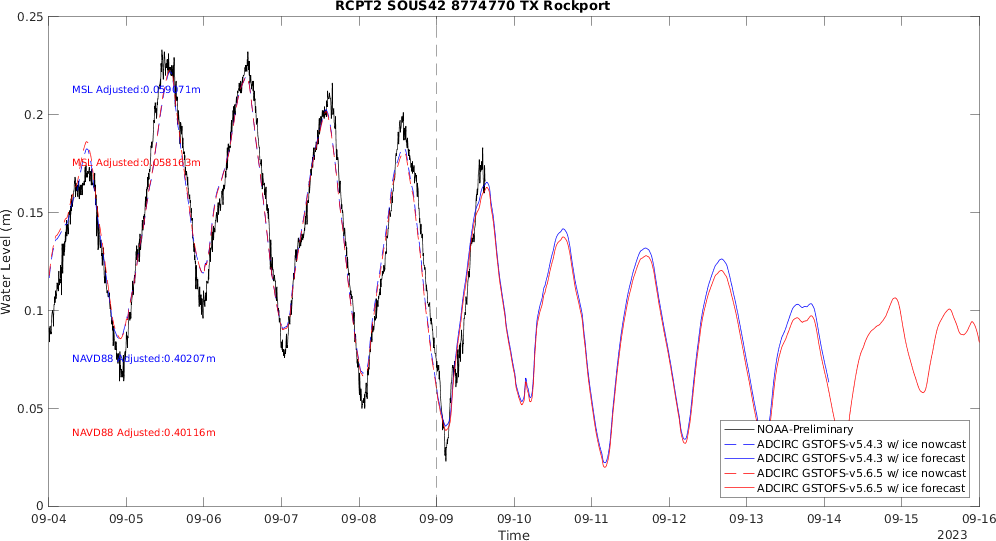 RCPT2 SOUS42 8774770 TX Rockport
0.25
0.2
0.15
0.1
0.05
0
Water Level (m)
MSL Adjusted:0.059071m
MSL Adjusted:0.058163m
NAVD88 Adjusted:0.40207m
NAVD88 Adjusted:0.40116m
NOAA-Preliminary
ADCIRC GSTOFS-v5.4.3 w/ ice nowcast
ADCIRC GSTOFS-v5.4.3 w/ ice forecast
ADCIRC GSTOFS-v5.6.5 w/ ice nowcast
ADCIRC GSTOFS-v5.6.5 w/ ice forecast
09-04 09-05 09-06 09-07 09-08 09-09 09-10 09-11 09-12 09-13 09-14 09-15 09-16
Time
2023